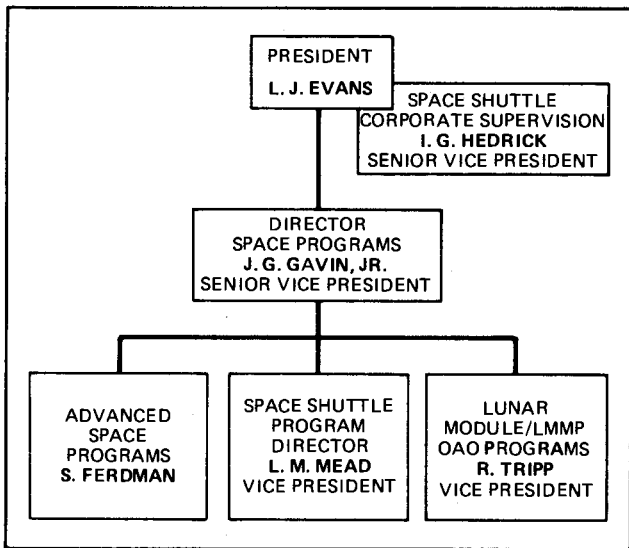 PRESIDENT
L. J. EVANS
SPACE SHUTTLE
CORPORATE SUPERVISION
I. G. HEDRICK
SENIOR VICE PRESIDENT
DIRECTOR
SPACE PROGRAMS
J. G. GAVIN, JR.
SENIOR VICE PRESIDENT
ADVANCED
SPACE
PROGRAMS
S. FERDMAN
SPACE SHUTTLE
PROGRAM
DIRECTOR
L. M. MEAD
VICE PRESIDENT
LUNAR
MODULE/LMMP
OAO PROGRAMS
R. TRIPP
VICE PRESIDENT